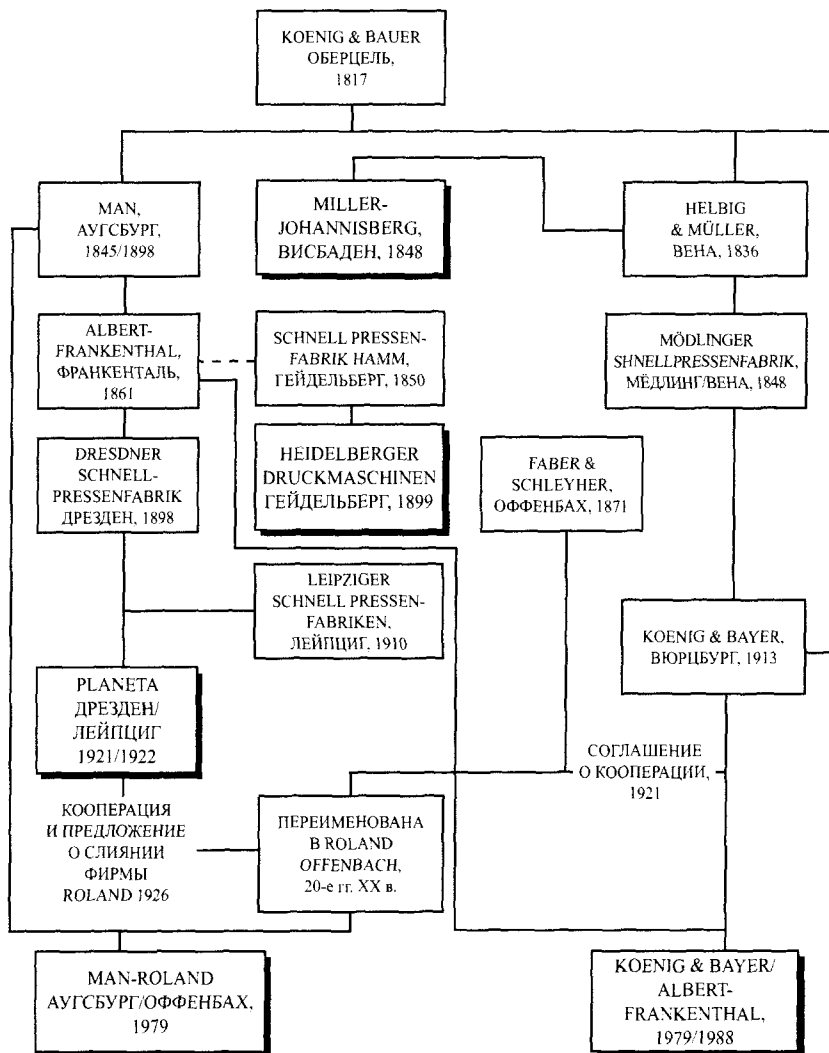 KOENIG & BAUER
ОБЕРЦЕЛЬ,
1817
MAN,
АУГСБУРГ,
1845/1898
MILLER-
JOHANNISBERG,
ВИСБАДЕН, 1848
HELBIG
& MÜLLER,
ВЕНА, 1836
ALBERT-
FRANKENTHAL,
ФРАНКЕНТАЛЬ,
1861
SCHNELL PRESSEN-
FABRIK HAMM,
ГЕЙДЕЛЬБЕРГ, 1850
MÖDLINGER
SHNELLPRESSENFABRIK,
МЁДЛИНГ/ВЕНА, 1848
DRESDNER
SCHNELL-
PRESSENFABRIK
ДРЕЗДЕН, 1898
HEIDELBERGER
DRUCKMASCHINEN
ГЕЙДЕЛЬБЕРГ, 1899
FABER &
SCHLEYHER,
ОФФЕНБАХ, 1871
LEIPZIGER
SCHNELL PRESSEN-
FABRIKEN,
ЛЕЙПЦИГ, 1910
KOENIG & BAYER,
ВЮРЦБУРГ, 1913
PLANETA
ДРЕЗДЕН/
ЛЕЙПЦИГ
1921/1922
СОГЛАШЕНИЕ
О КООПЕРАЦИИ,
1921
КООПЕРАЦИЯ
И ПРЕДЛОЖЕНИЕ
О СЛИЯНИИ
ФИРМЫ
ROLAND 1926
ПЕРЕИМЕНОВАНА
В ROLAND
OFFENBACH,
20-е гг. XX в.
MAN-ROLAND
АУГСБУРГ/ОФФЕНБАХ,
1979
KOENIG & BAYER/
ALBERT-
FRANKENTHAL,
1979/1988